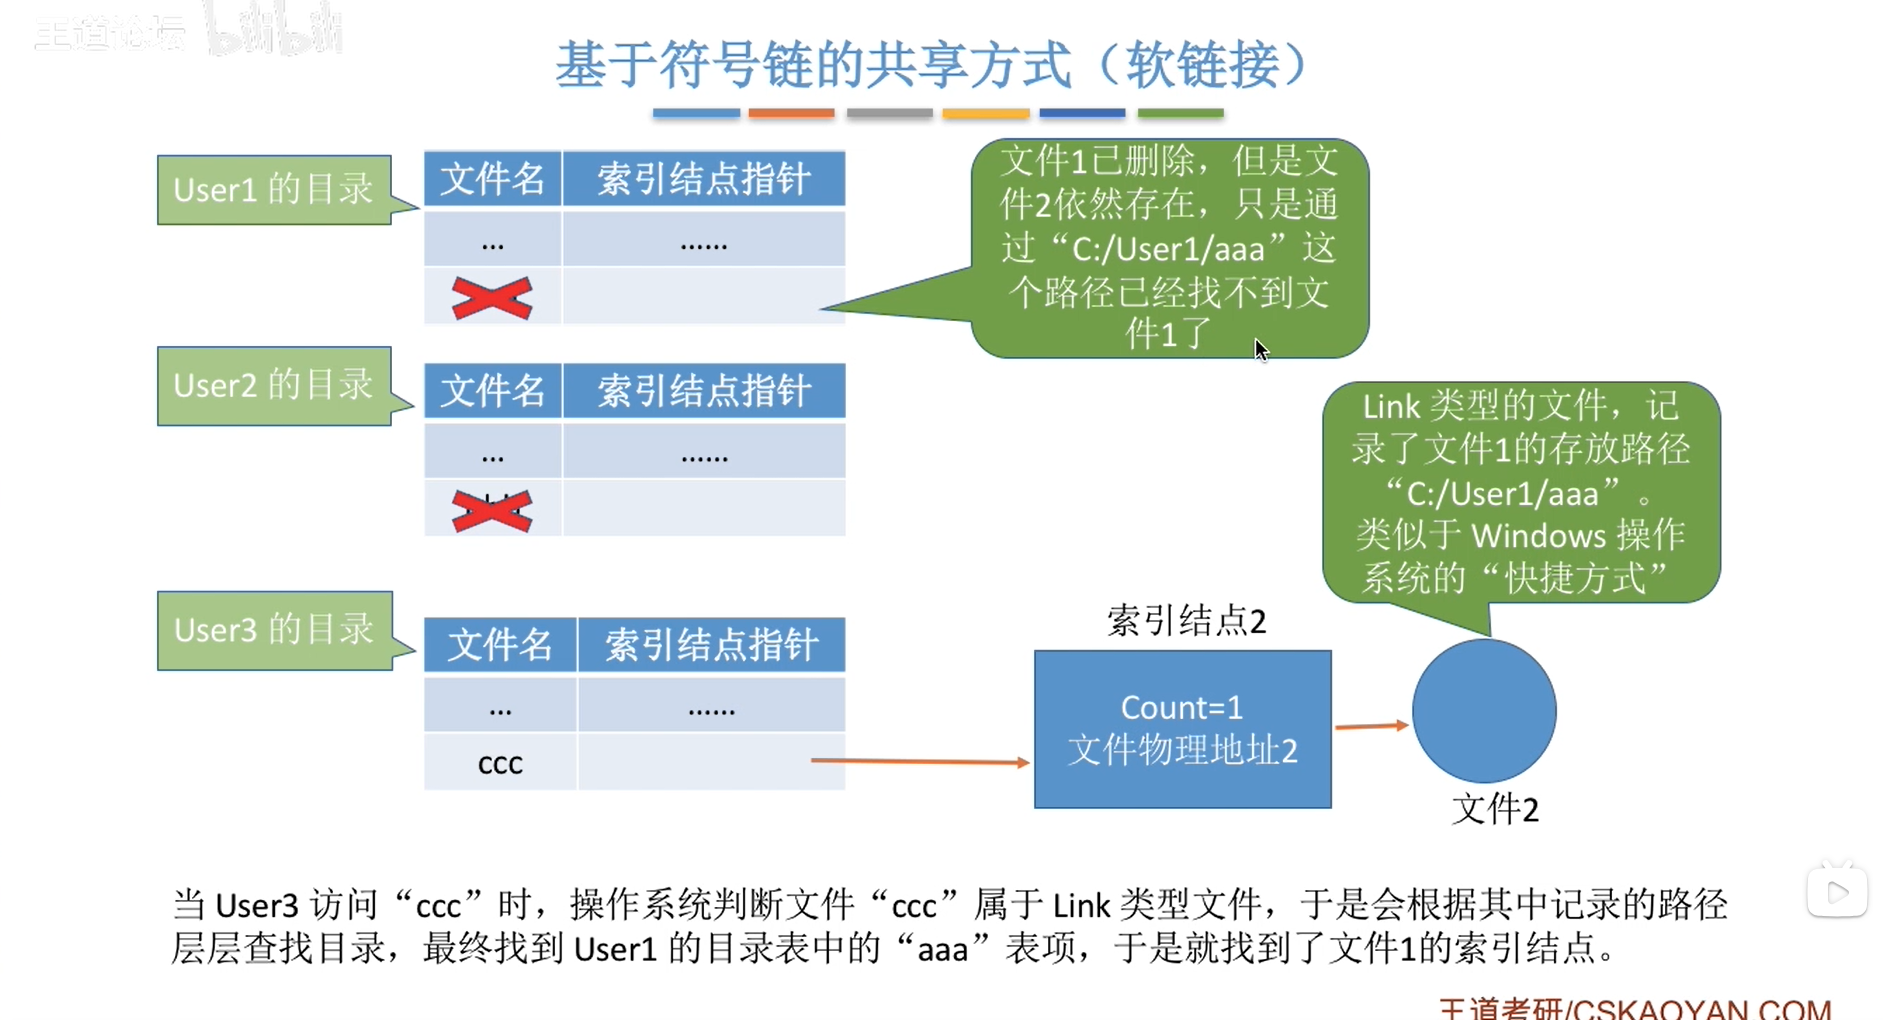 王道论坛 bilibili
基于符号链的共享方式（软链接）
User1 的目录
文件名 索引结点指针
... ......
文件1已删除，但是文
件2依然存在，只是通
过“C:/User1/aaa”这
个路径已经找不到文
件1了
User2 的目录
文件名 索引结点指针
... ......
Link 类型的文件，记
录了文件1的存放路径
“C:/User1/aaa”。
类似于 Windows 操作
系统的“快捷方式”
User3 的目录
文件名 索引结点指针
... ......
ccc
索引结点2
Count=1
文件物理地址2
文件2
当 User3 访问“ccc”时，操作系统判断文件“ccc”属于 Link 类型文件，于是会根据其中记录的路径
层层查找目录，最终找到 User1 的目录表中的“aaa”表项，于是就找到了文件1的索引结点。
王道考研/CSKAOYAN.COM